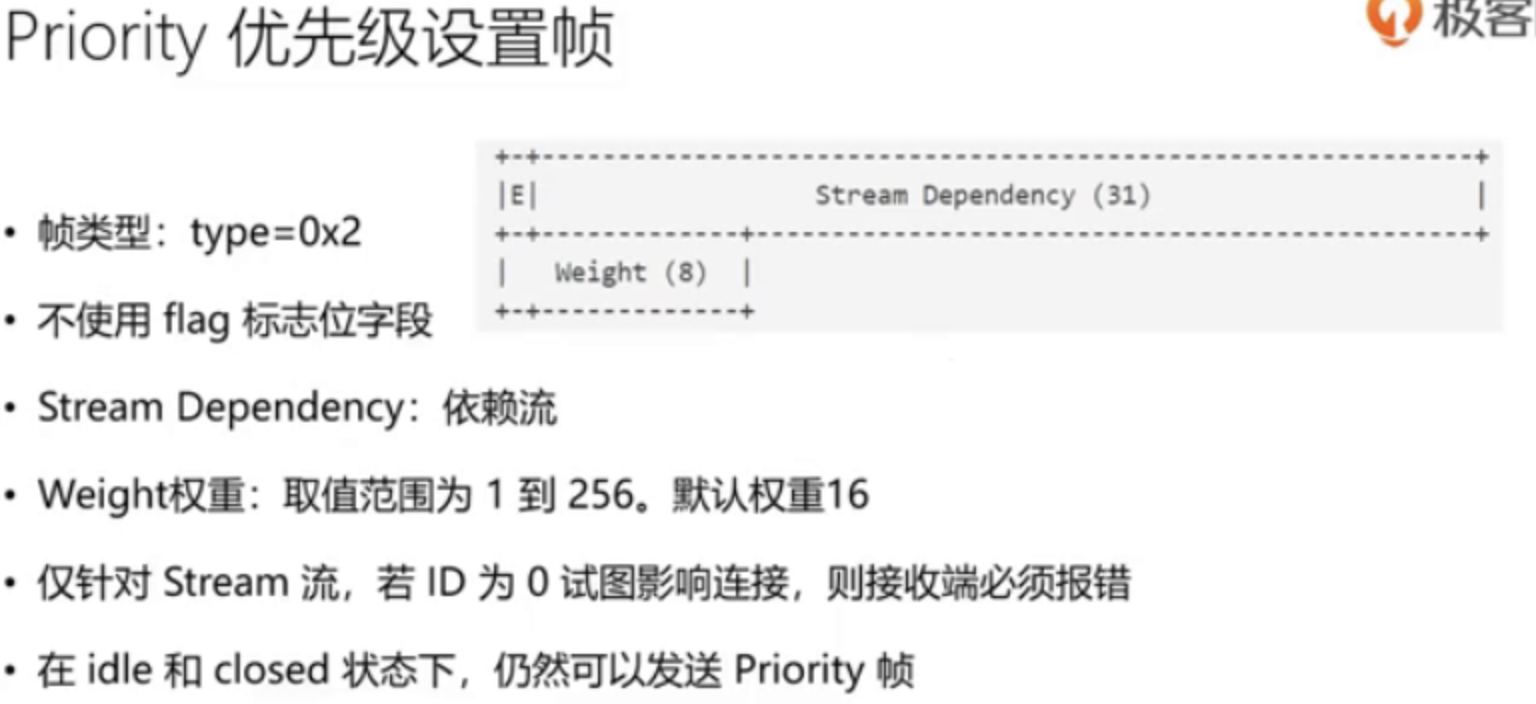 Priority 优先级设置帧
极客
+-+-------------------------------------------------------------+
|E|                  Stream Dependency (31)                     |
+-+-------------+-----------------------------------------------+
|   Weight (8)  |
+-+-------------+
• 帧类型：type=0x2
• 不使用 flag 标志位字段
• Stream Dependency：依赖流
• Weight权重：取值范围为 1 到 256。默认权重16
• 仅针对 Stream 流，若 ID 为 0 试图影响连接，则接收端必须报错
• 在 idle 和 closed 状态下，仍然可以发送 Priority 帧